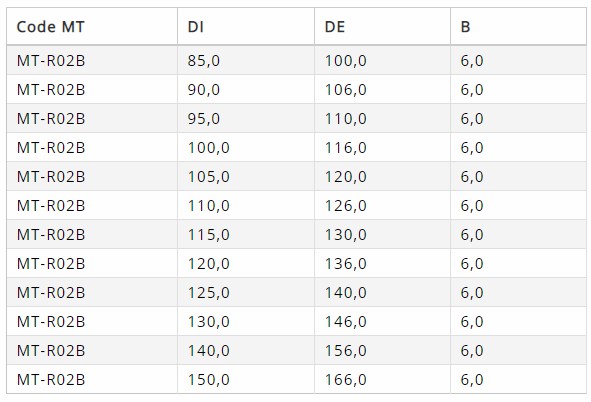 Code MT DI DE B
MT-R02B 85,0 100,0 6,0
MT-R02B 90,0 106,0 6,0
MT-R02B 95,0 110,0 6,0
MT-R02B 100,0 116,0 6,0
MT-R02B 105,0 120,0 6,0
MT-R02B 110,0 126,0 6,0
MT-R02B 115,0 130,0 6,0
MT-R02B 120,0 136,0 6,0
MT-R02B 125,0 140,0 6,0
MT-R02B 130,0 146,0 6,0
MT-R02B 140,0 156,0 6,0
MT-R02B 150,0 166,0 6,0